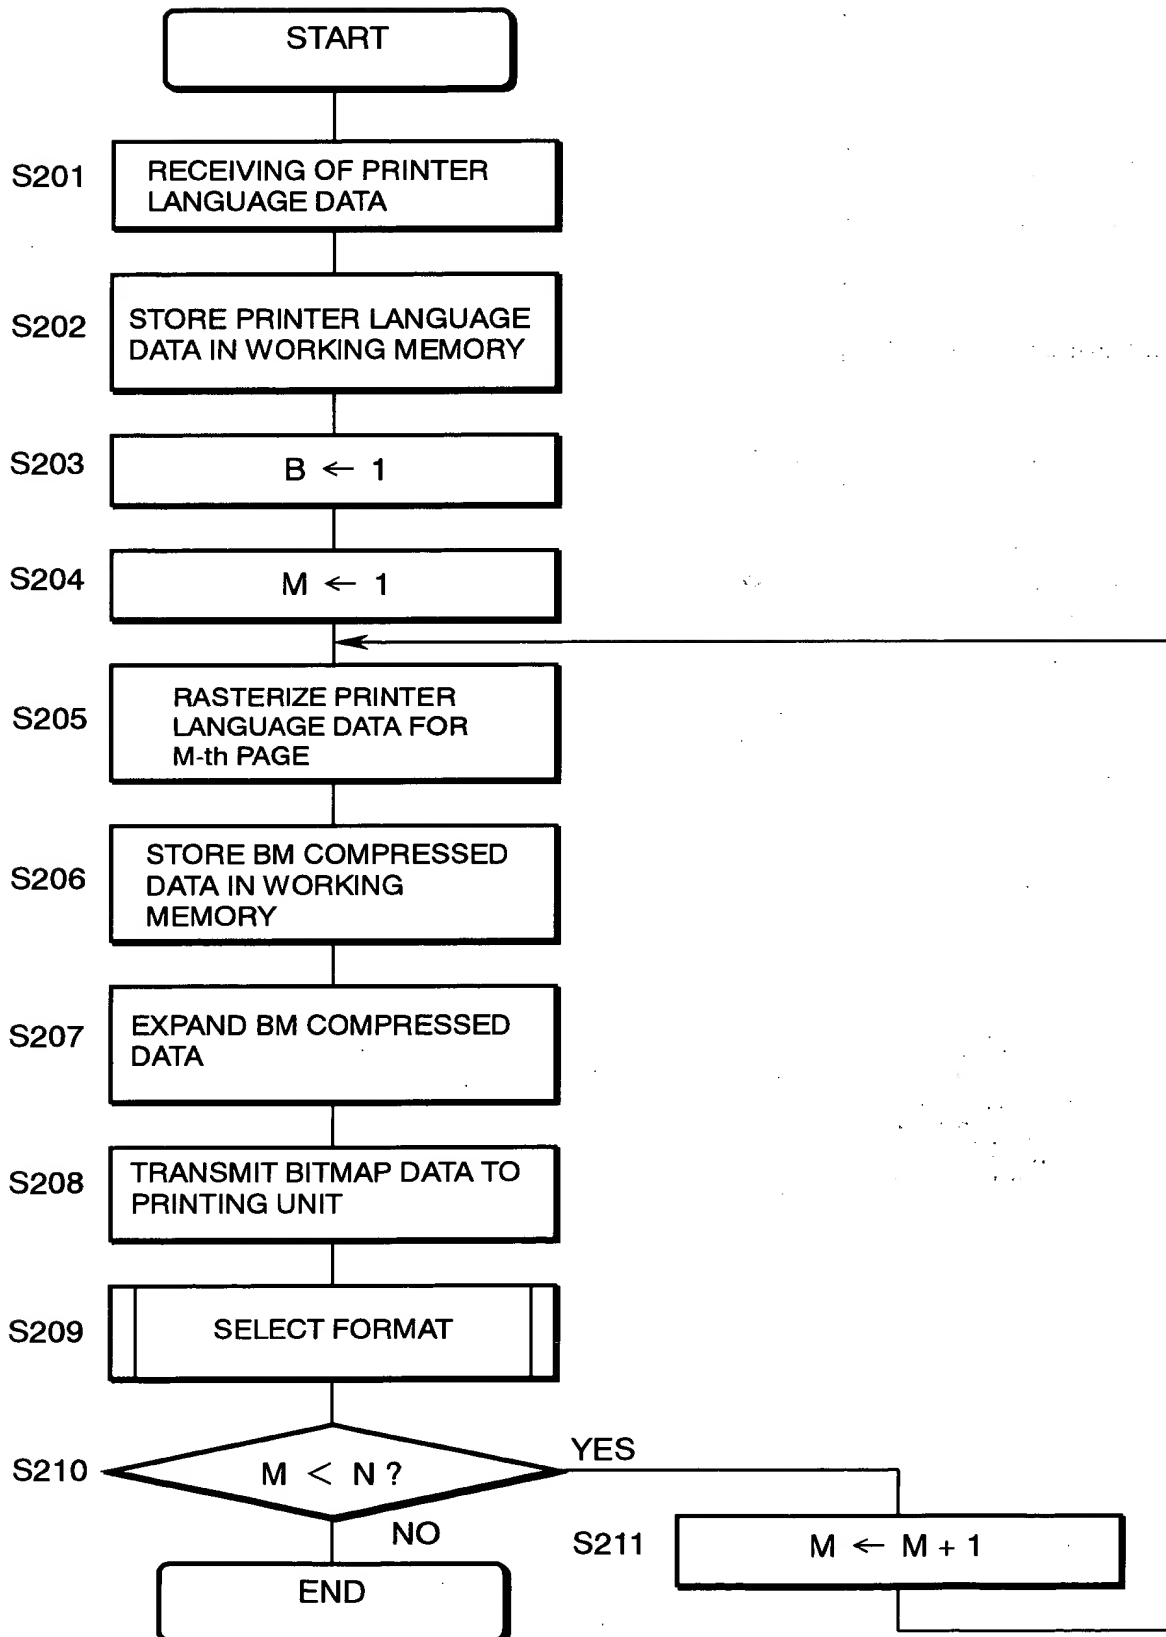 START
S201
RECEIVING OF PRINTER
LANGUAGE DATA
S202
STORE PRINTER LANGUAGE
DATA IN WORKING MEMORY
S203
B ← 1
S204
M ← 1
S205
RASTERIZE PRINTER
LANGUAGE DATA FOR
M-th PAGE
S206
STORE BM COMPRESSED
DATA IN WORKING
MEMORY
S207
EXPAND BM COMPRESSED
DATA
S208
TRANSMIT BITMAP DATA TO
PRINTING UNIT
S209
SELECT FORMAT
S210
M < N ?
YES
NO
S211
M ← M + 1
END